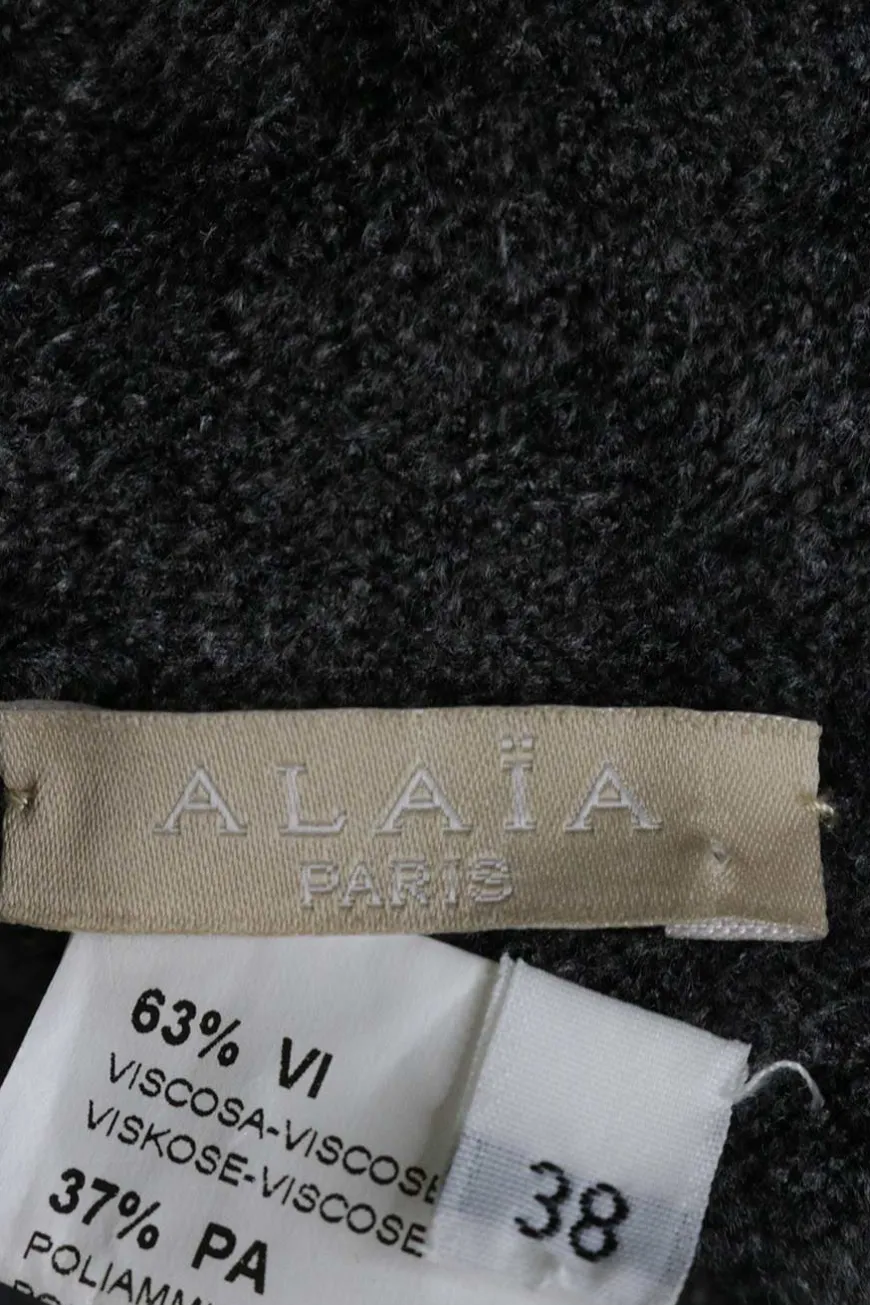 ALAÏA
PARIS
63% VI
VISCOSA-VISCOSE
VISKOSE-VISCOSE
37% PA
38